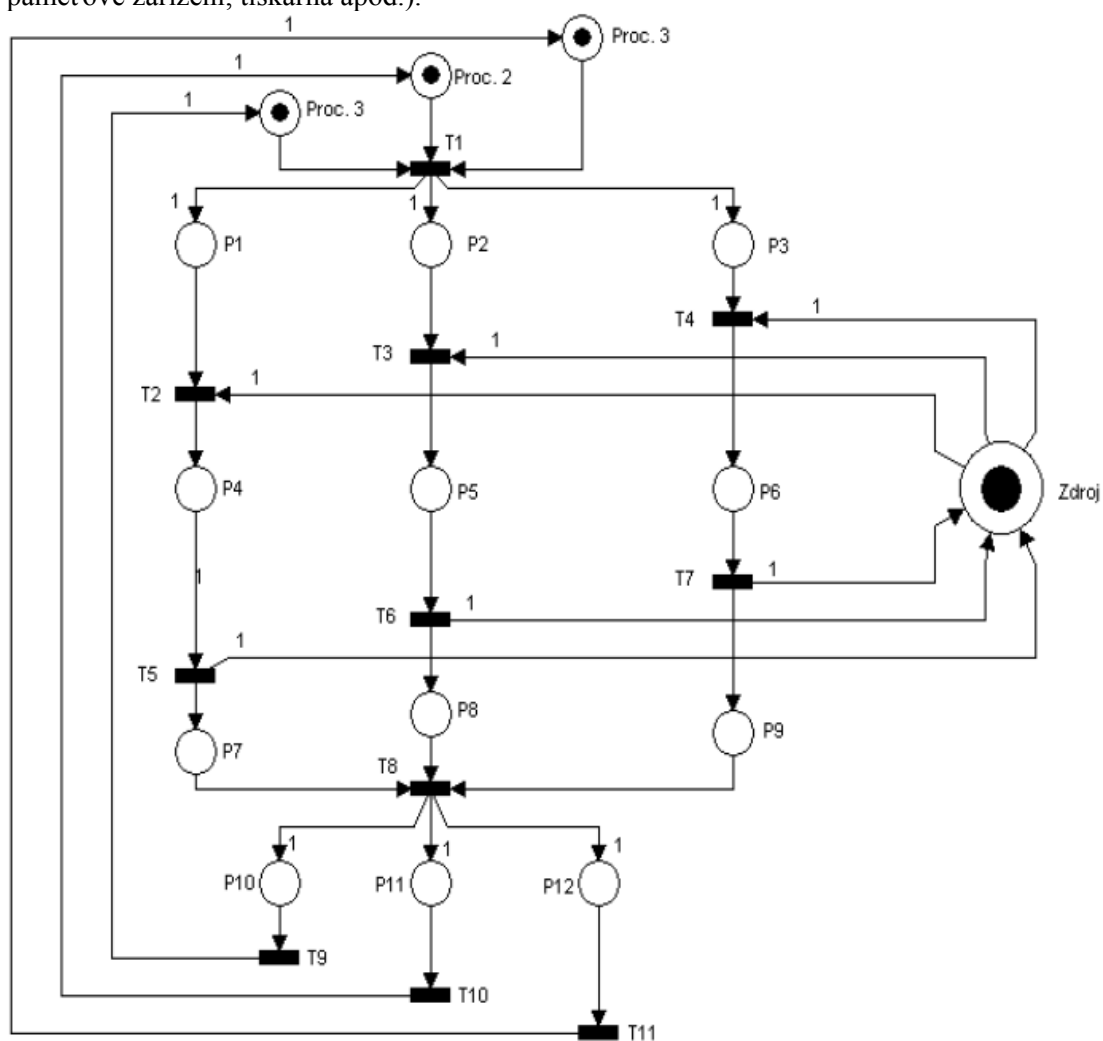 paměťové zařízení, tiskárna apod.).
1
Proc. 3
1
Proc. 2
1
Proc. 3
T1
1
1
1
P1
P2
P3
T4
1
T3
1
T2
1
P4
P5
P6
Zdroj
1
T7
1
T6
1
T5
1
P8
P9
P7
T8
1
1
1
P10
P11
P12
T9
T10
T11